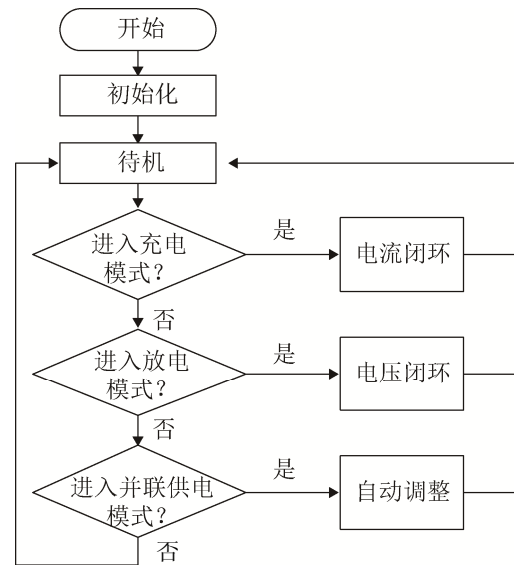 开始
初始化
待机
进入充电
模式？
是
电流闭环
否
进入放电
模式？
是
电压闭环
否
进入并联供电
模式？
是
自动调整
否